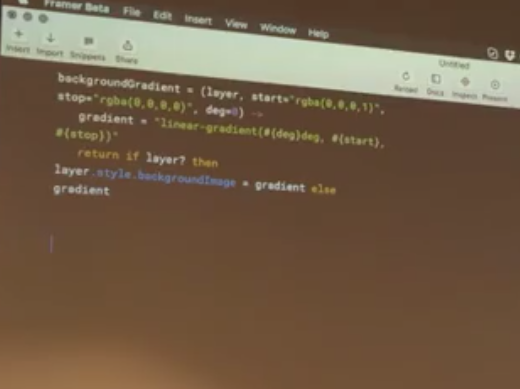 Framer Beta File Edit Insert View Window Help
Untitled
Insert Import Snippets Share Reload Docs Inspect Present
backgroundGradient = (layer, start="rgba(0,0,0,1)",
stop="rgba(0,0,0,0)", deg=0) ->
gradient = "linear-gradient(#{deg}deg, #{start},
#{stop})"
return if layer? then
layer.style.backgroundImage = gradient else
gradient